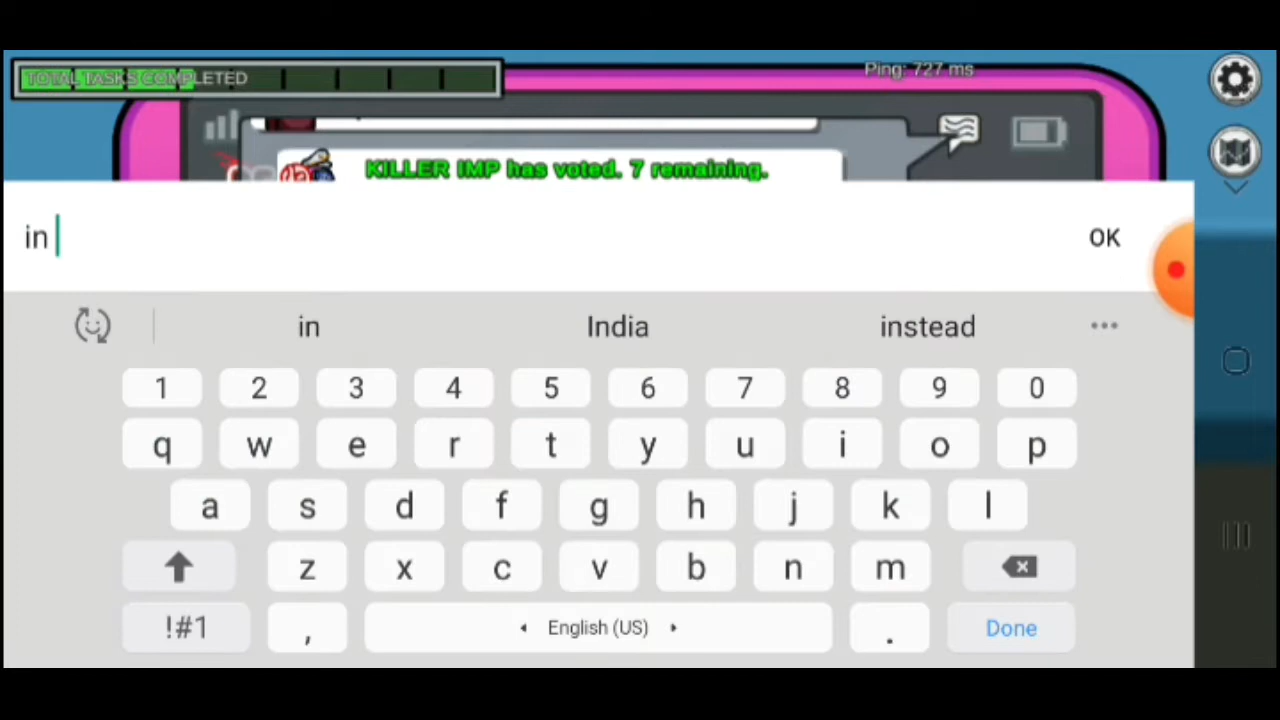 TOTAL TASKS COMPLETED
Ping: 727 ms
KILLER IMP has voted. 7 remaining.
in
OK
in India instead
1 2 3 4 5 6 7 8 9 0
q w e r t y u i o p
a s d f g h j k l
z x c v b n m
!#1 , English (US) . Done